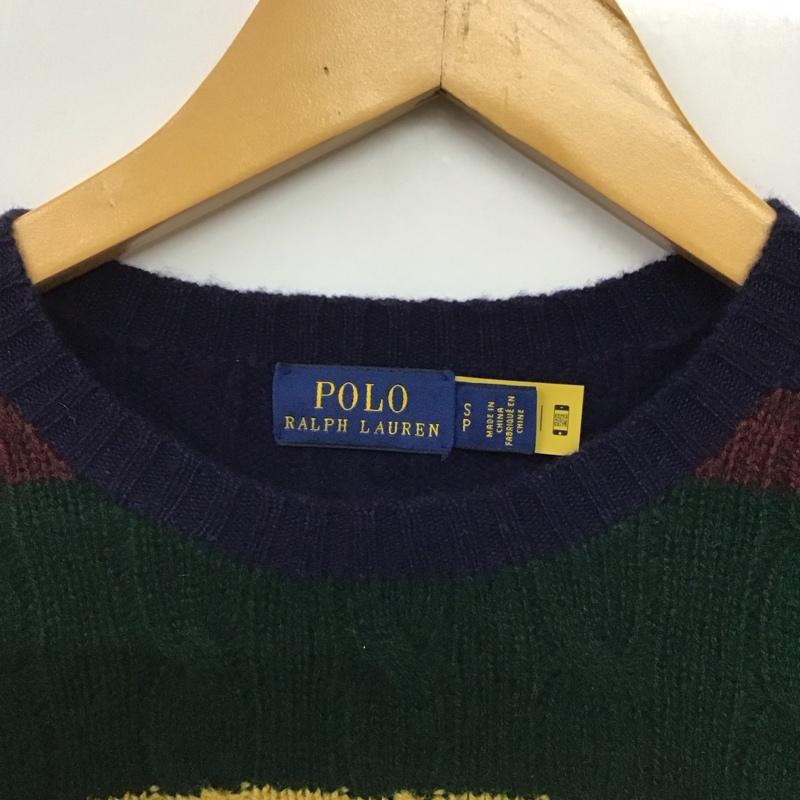 POLO
RALPH LAUREN
S
P
MADE IN
CHINA
FABRIQUÉ EN
CHINE